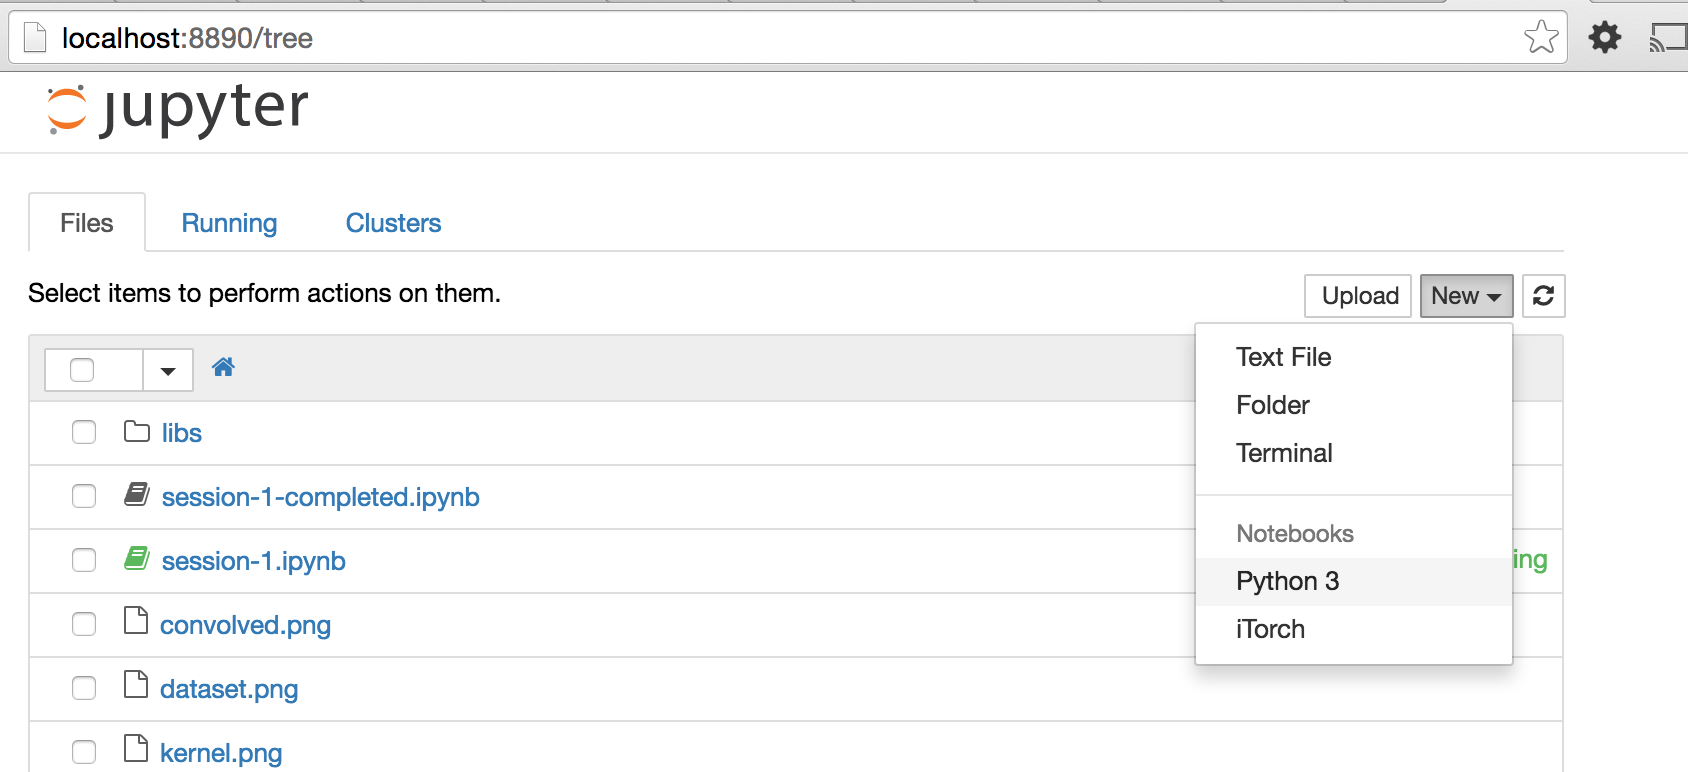 localhost:8890/tree
jupyter
Files Running Clusters
Select items to perform actions on them.
Upload New
Text File
Folder
Terminal
Notebooks
Python 3
iTorch
libs
session-1-completed.ipynb
session-1.ipynb
ing
convolved.png
dataset.png
kernel.png